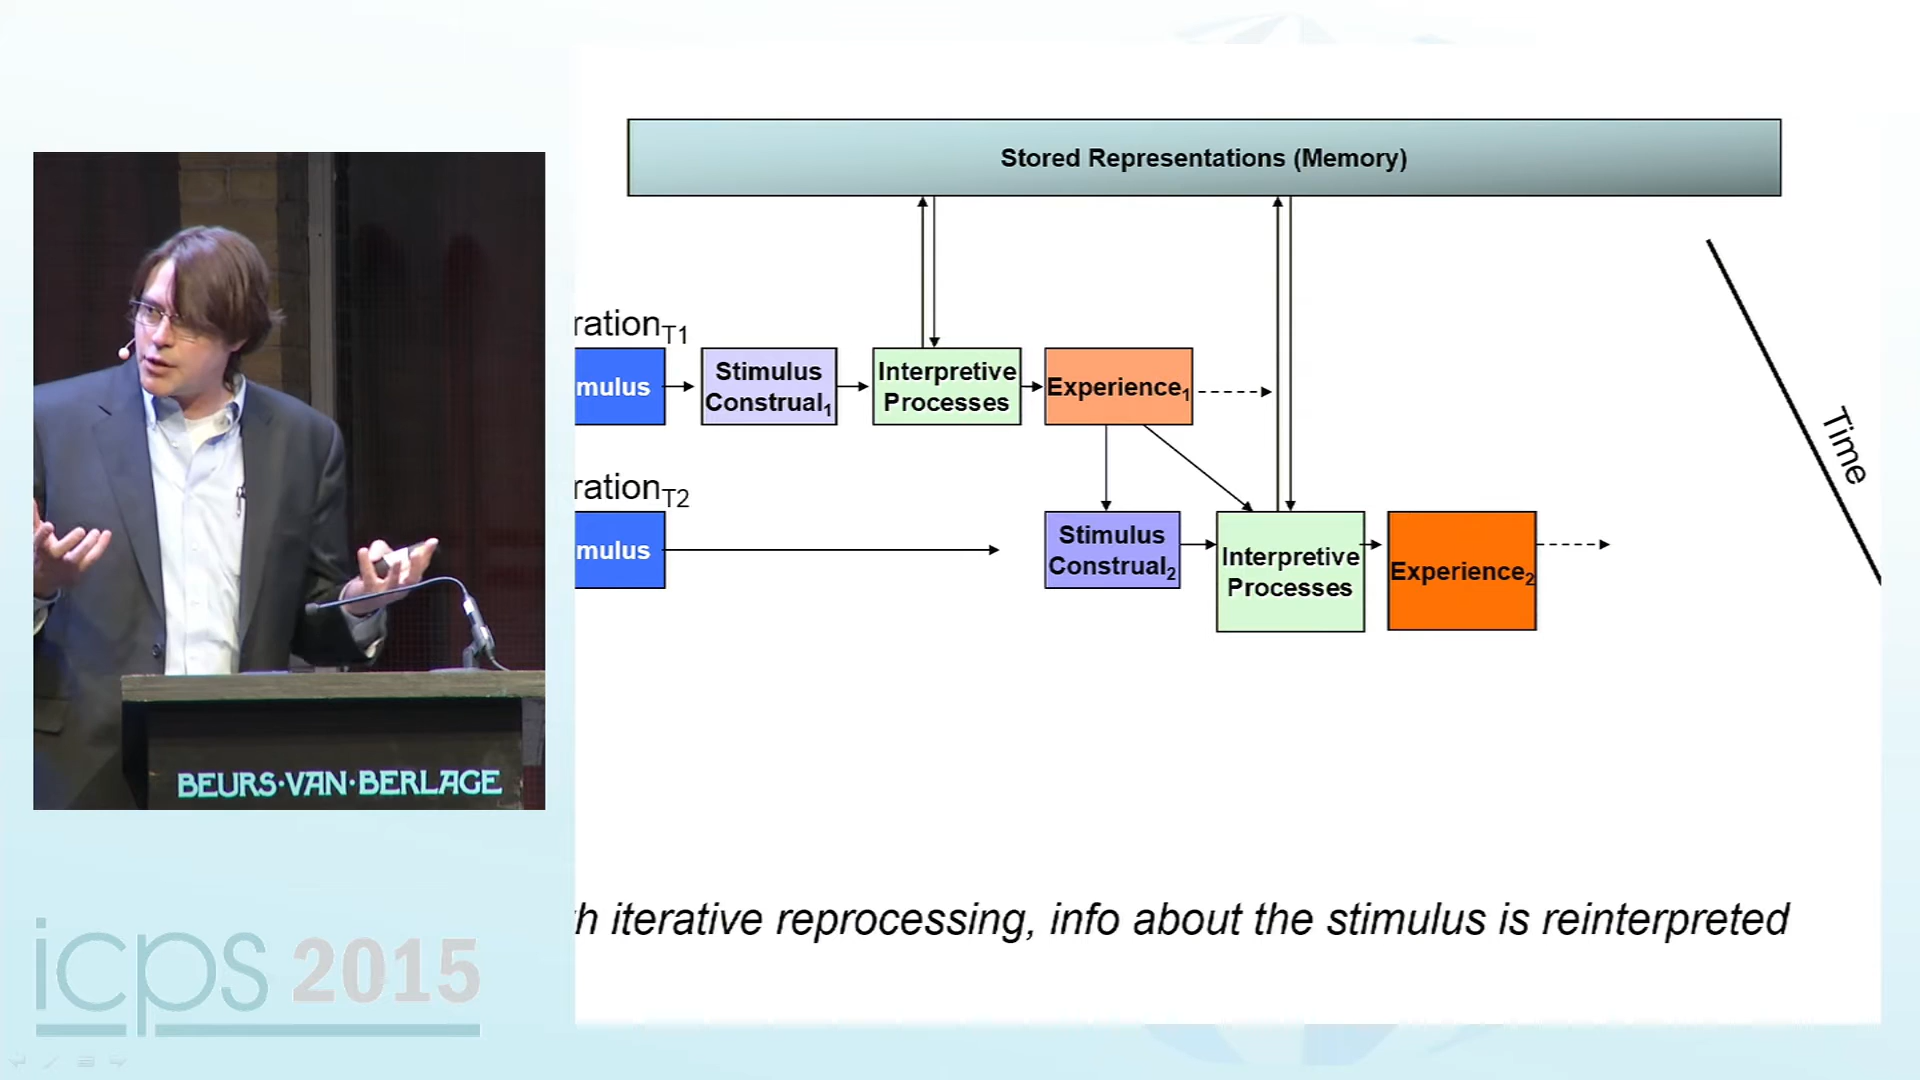 Stored Representations (Memory)
rationT1
mulus
Stimulus
Construal1
Interpretive
Processes
Experience1
Time
rationT2
mulus
Stimulus
Construal2
Interpretive
Processes
Experience2
h iterative reprocessing, info about the stimulus is reinterpreted
BEURS·VAN·BERLAGE
icps 2015